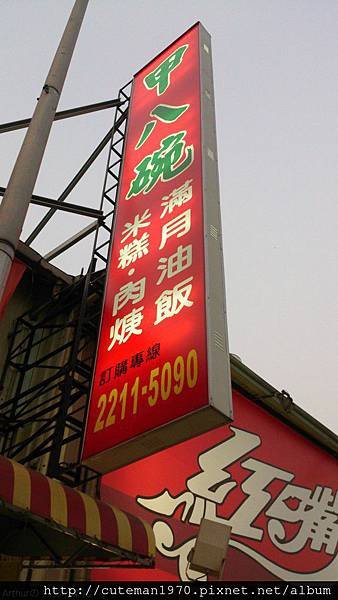 甲八碗
滿月油飯
米糕·肉羹
訂購專線
2211-5090
紅嘴
http://cuteman1970.pixnet.net/album